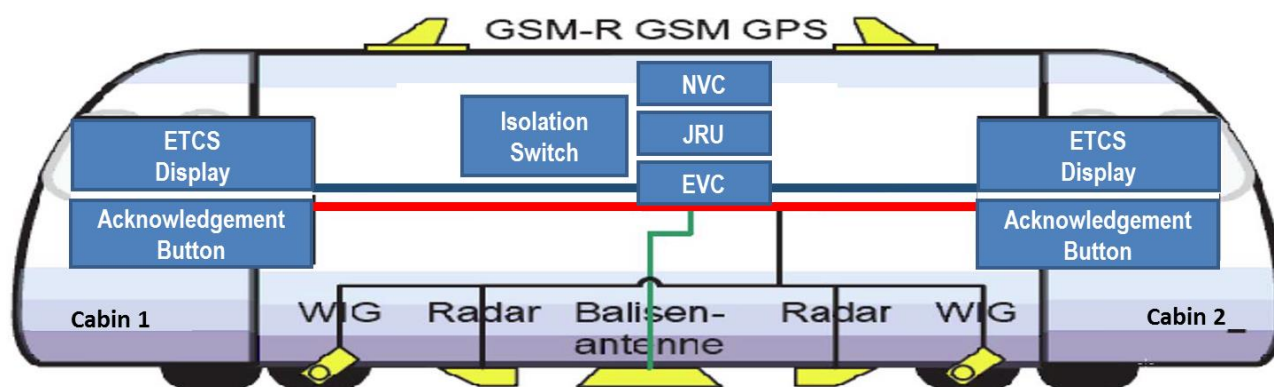 GSM-R GSM GPS
NVC
Isolation
Switch
JRU
EVC
ETCS
Display
ETCS
Display
Acknowledgement
Button
Acknowledgement
Button
Cabin 1
WIG
Radar
Balisen-
antenne
Radar
WIG
Cabin 2_